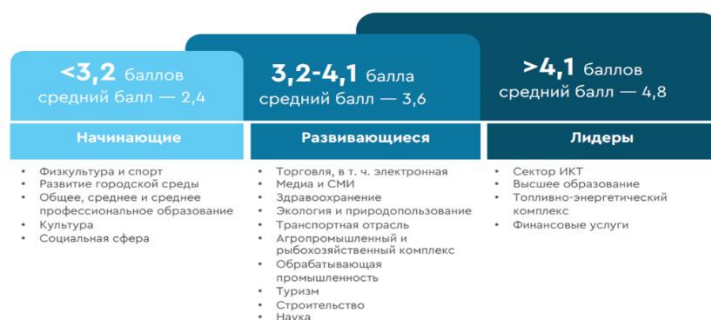 <3,2 баллов
средний балл — 2,4
Начинающие
• Физкультура и спорт
• Развитие городской среды
• Общее, среднее и среднее
профессиональное образование
• Культура
• Социальная сфера
3,2-4,1 балла
средний балл — 3,6
Развивающиеся
• Торговля, в т. ч. электронная
• Медиа и СМИ
• Здравоохранение
• Экология и природопользование
• Транспортная отрасль
• Агропромышленный и
рыбохозяйственный комплекс
• Обрабатывающая
промышленность
• Туризм
• Строительство
• Наука
>4,1 баллов
средний балл — 4,8
Лидеры
• Сектор ИКТ
• Высшее образование
• Топливно-энергетический
комплекс
• Финансовые услуги